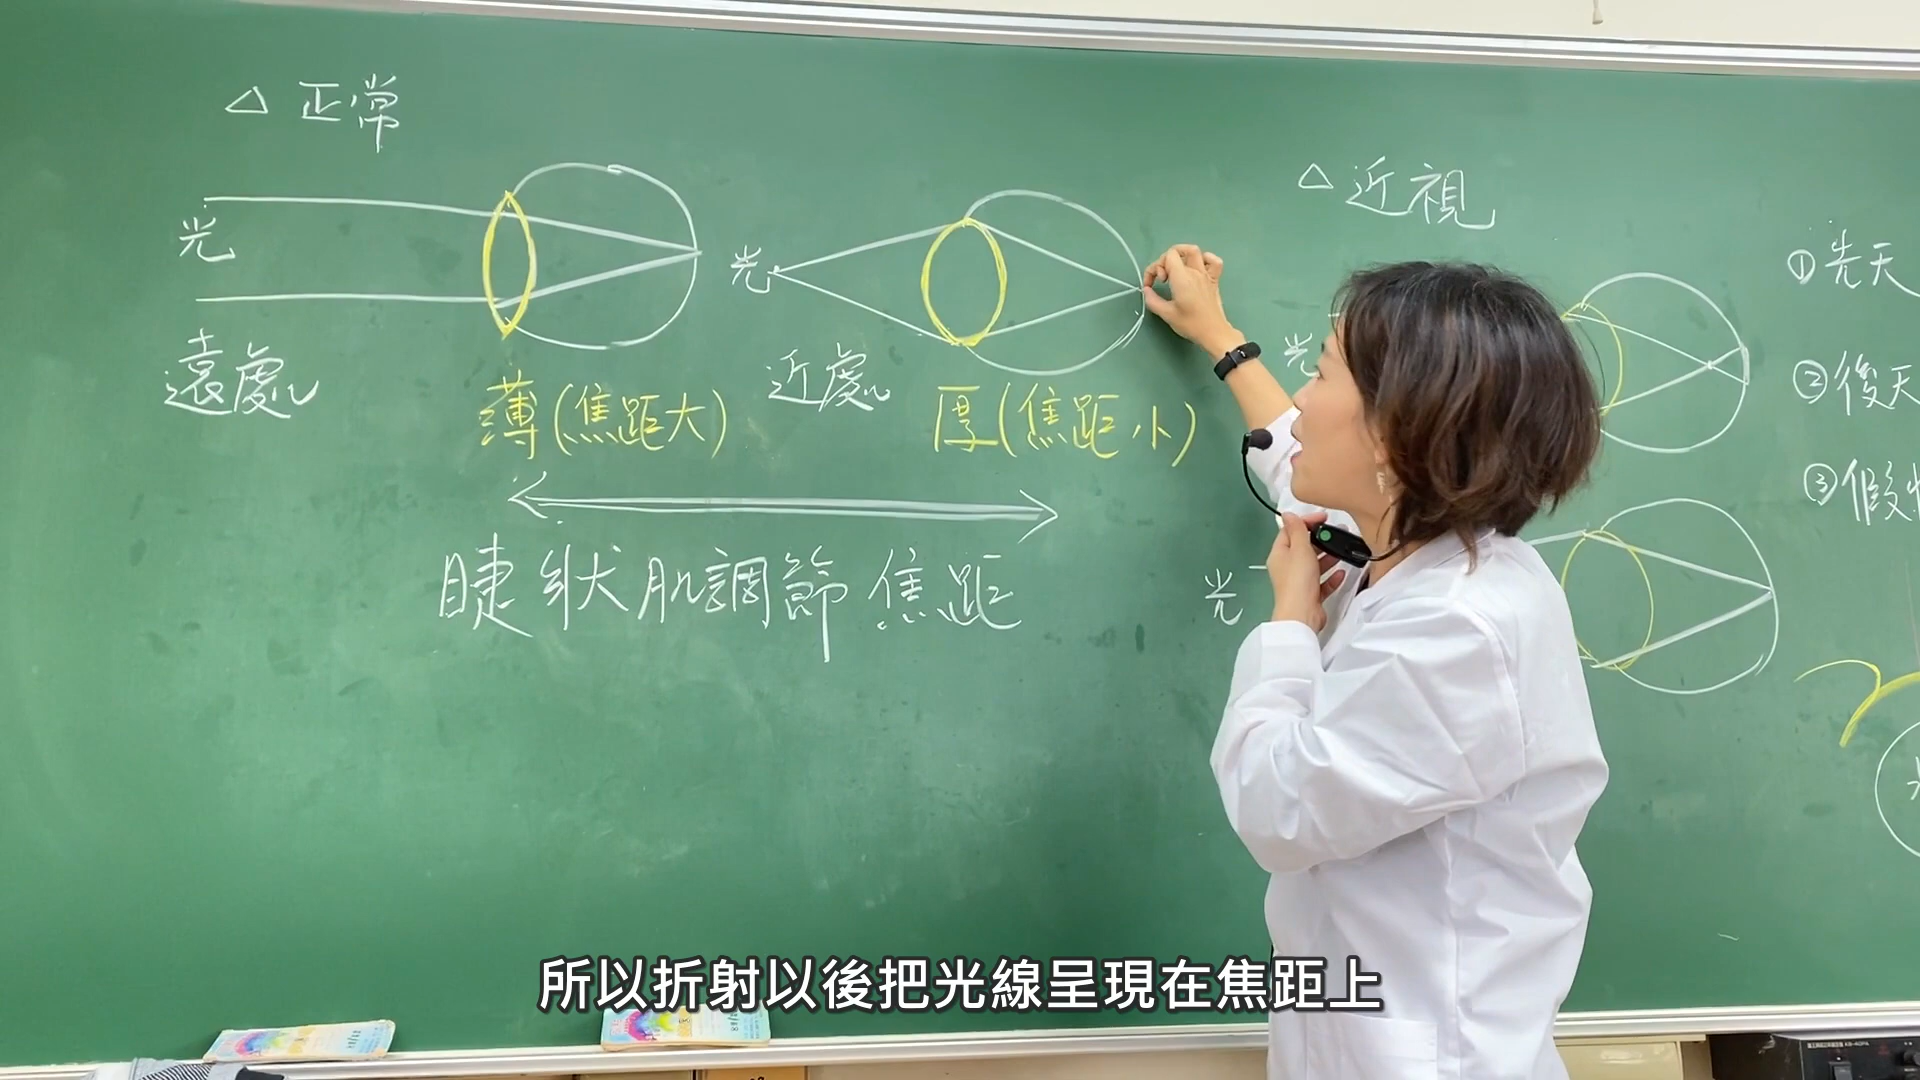 △ 正常
光
遠處
薄(焦距大)
光
近處
厚(焦距小)
睫狀肌調節焦距
△ 近視
光
光
①先天
②後天
③假性
所以折射以後把光線呈現在焦距上